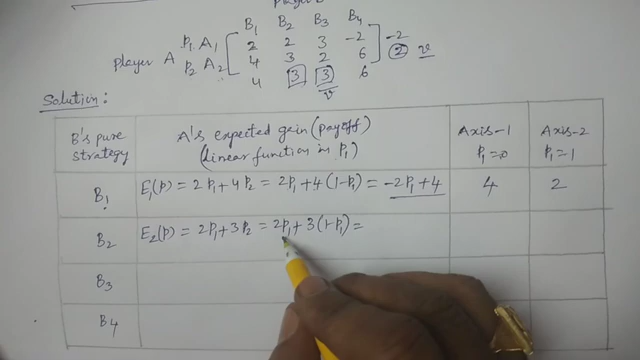 Player
B₁ B₂ B₃ B₄
Player A P₁ A₁ 2 2 3 -2 -2
P₂ A₂ 4 3 2 6 2 v
4 3 3 6
v
Solution:
B's pure strategy
A's expected gain (payoff)
(linear function in P₁)
Axis-1
P₁=0
Axis-2
P₁=1
B₁ E₁(P) = 2P₁+4P₂ = 2P₁+4(1-P₁) = -2P₁+4 4 2
B₂ E₂(P) = 2P₁+3P₂ = 2P₁+3(1-P₁) =
B₃
B₄